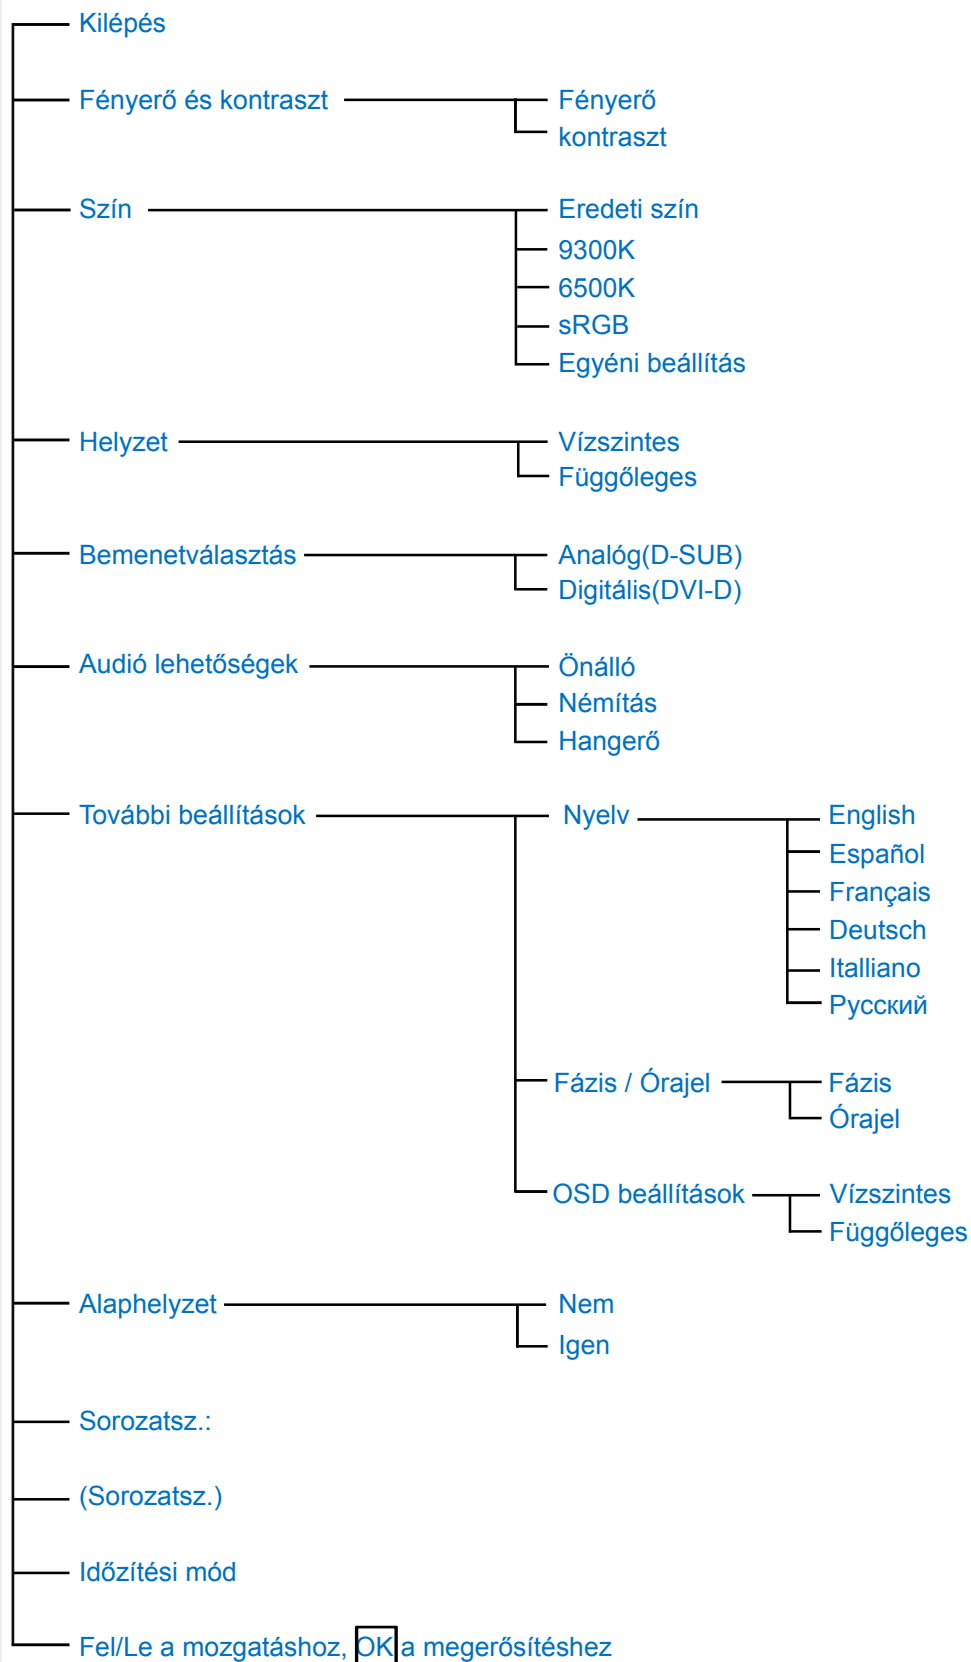 Kilépés
Fényerő és kontraszt
Fényerő
kontraszt
Szín
Eredeti szín
9300K
6500K
sRGB
Egyéni beállítás
Helyzet
Vízszintes
Függőleges
Bemenetválasztás
Analóg(D-SUB)
Digitális(DVI-D)
Audió lehetőségek
Önálló
Némítás
Hangerő
További beállítások
Nyelv
English
Español
Français
Deutsch
Italliano
Русский
Fázis / Órajel
Fázis
Órajel
OSD beállítások
Vízszintes
Függőleges
Alaphelyzet
Nem
Igen
Sorozatsz.:
(Sorozatsz.)
Időzítési mód
Fel/Le a mozgatáshoz, OK a megerősítéshez